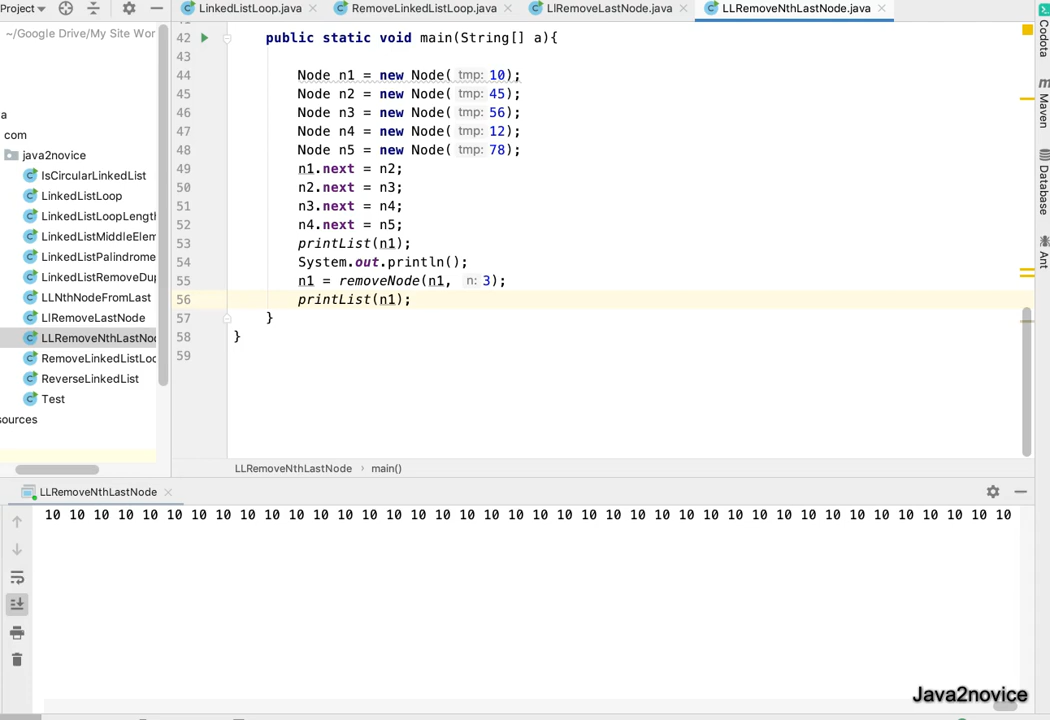 Project
LinkedListLoop.java
RemoveLinkedListLoop.java
LlRemoveLastNode.java
LLRemoveNthLastNode.java
~/Google Drive/My Site Wor
a
com
java2novice
IsCircularLinkedList
LinkedListLoop
LinkedListLoopLength
LinkedListMiddleElem
LinkedListPalindrome
LinkedListRemoveDup
LLNthNodeFromLast
LlRemoveLastNode
LLRemoveNthLastNod
RemoveLinkedListLoo
ReverseLinkedList
Test
sources
42 public static void main(String[] a){
43
44 Node n1 = new Node( tmp: 10);
45 Node n2 = new Node( tmp: 45);
46 Node n3 = new Node( tmp: 56);
47 Node n4 = new Node( tmp: 12);
48 Node n5 = new Node( tmp: 78);
49 n1.next = n2;
50 n2.next = n3;
51 n3.next = n4;
52 n4.next = n5;
53 printList(n1);
54 System.out.println();
55 n1 = removeNode(n1, n: 3);
56 printList(n1);
57 }
58 }
59
LLRemoveNthLastNode › main()
Codota
Maven
Database
Ant
LLRemoveNthLastNode
10 10 10 10 10 10 10 10 10 10 10 10 10 10 10 10 10 10 10 10 10 10 10 10 10 10 10 10 10 10 10 10 10 10 10 10 10 10 10 10
Java2novice